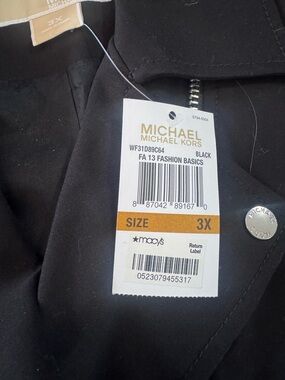 3X
MICHAEL
MICHAEL KORS
WF31D89C64 BLACK
FA 13 FASHION BASICS
8 87042 89167 0
SIZE 3X
★macy's
Return
Label
0523079455317